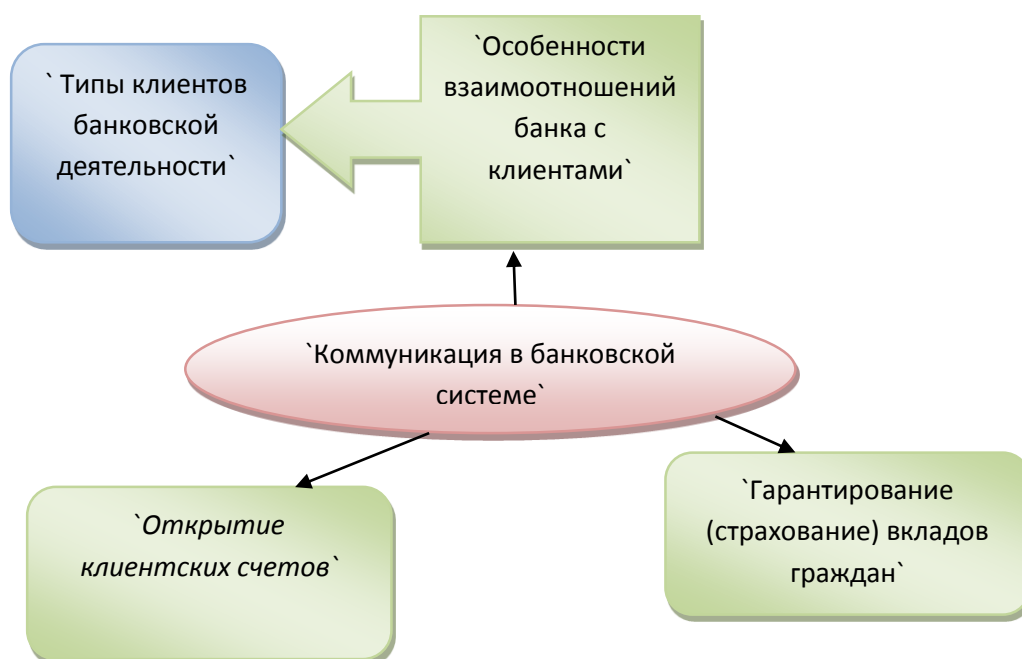 ` Типы клиентов
банковской
деятельности`
`Особенности
взаимоотношений
банка с
клиентами`
`Коммуникация в банковской
системе`
`Открытие
клиентских счетов`
`Гарантирование
(страхование) вкладов
граждан`